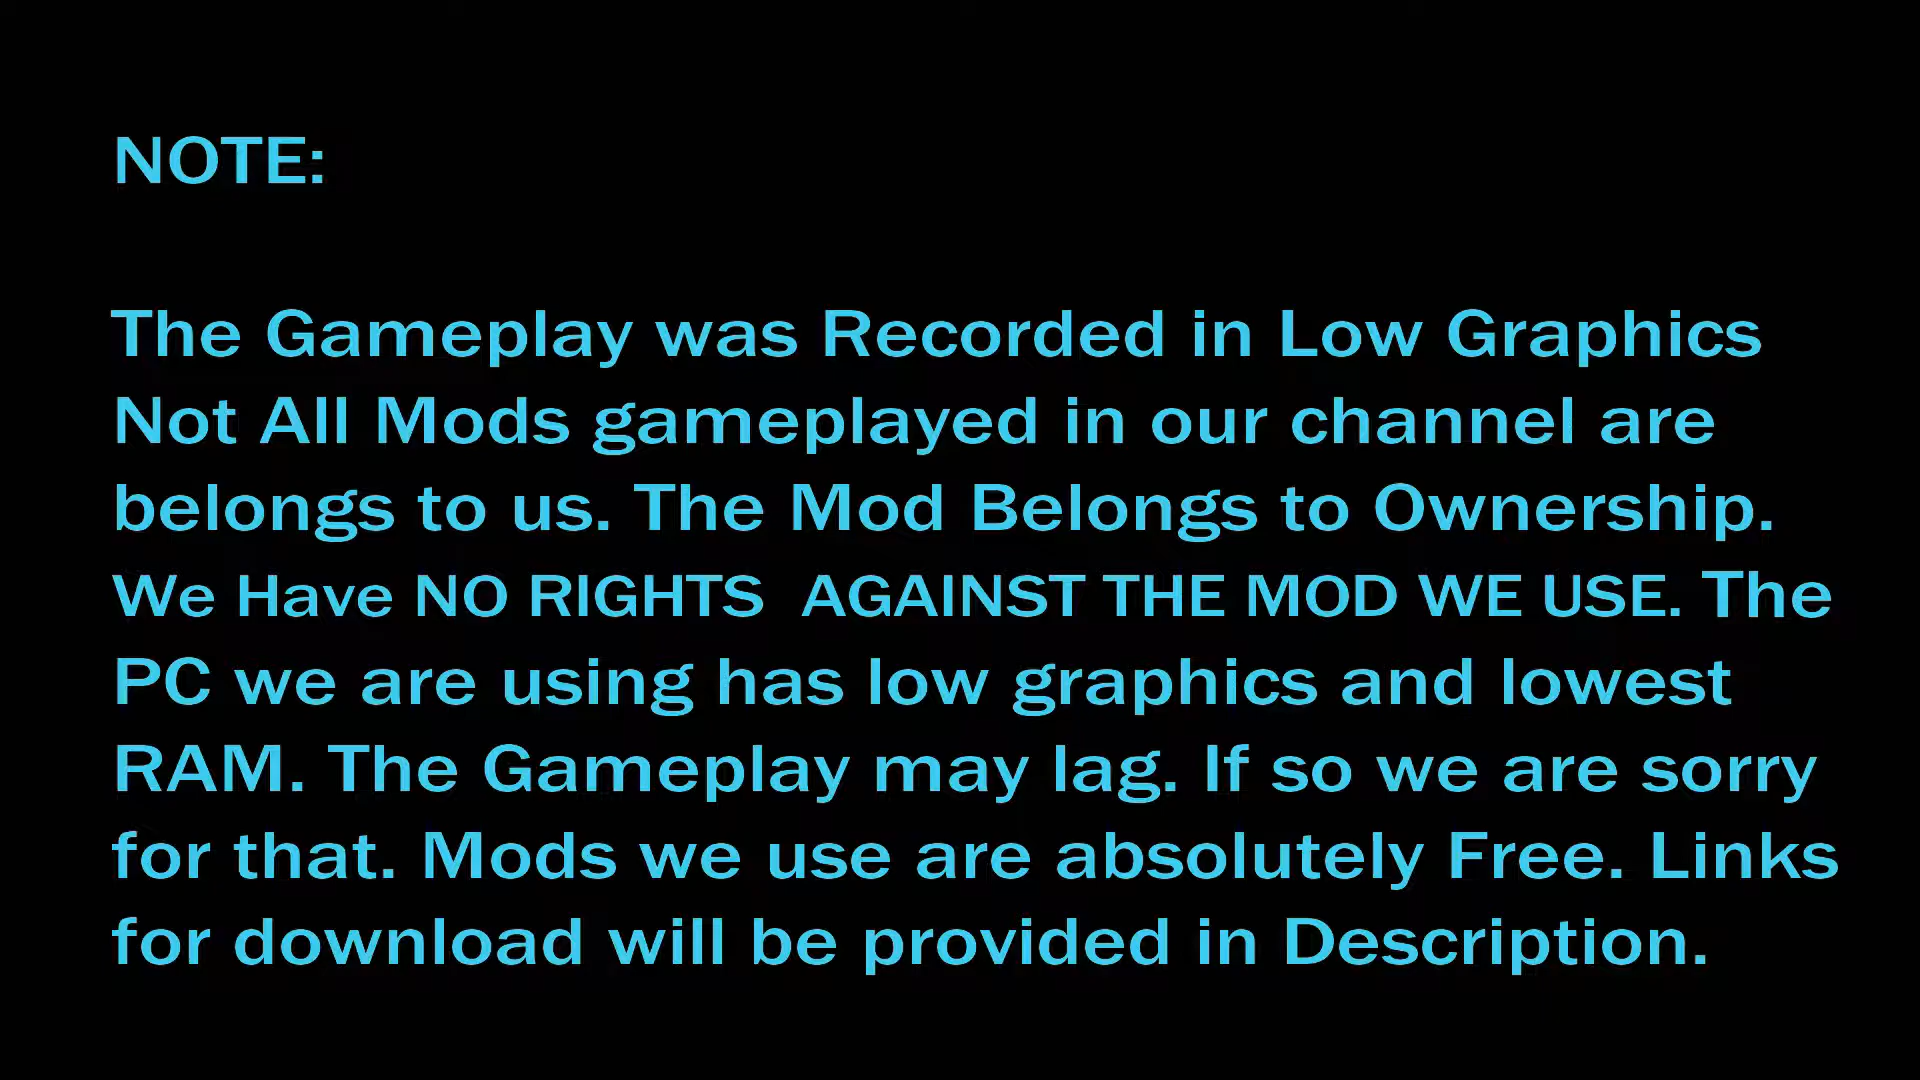 NOTE:
The Gameplay was Recorded in Low Graphics
Not All Mods gameplayed in our channel are
belongs to us. The Mod Belongs to Ownership.
We Have NO RIGHTS  AGAINST THE MOD WE USE. The
PC we are using has low graphics and lowest
RAM. The Gameplay may lag. If so we are sorry
for that. Mods we use are absolutely Free. Links
for download will be provided in Description.